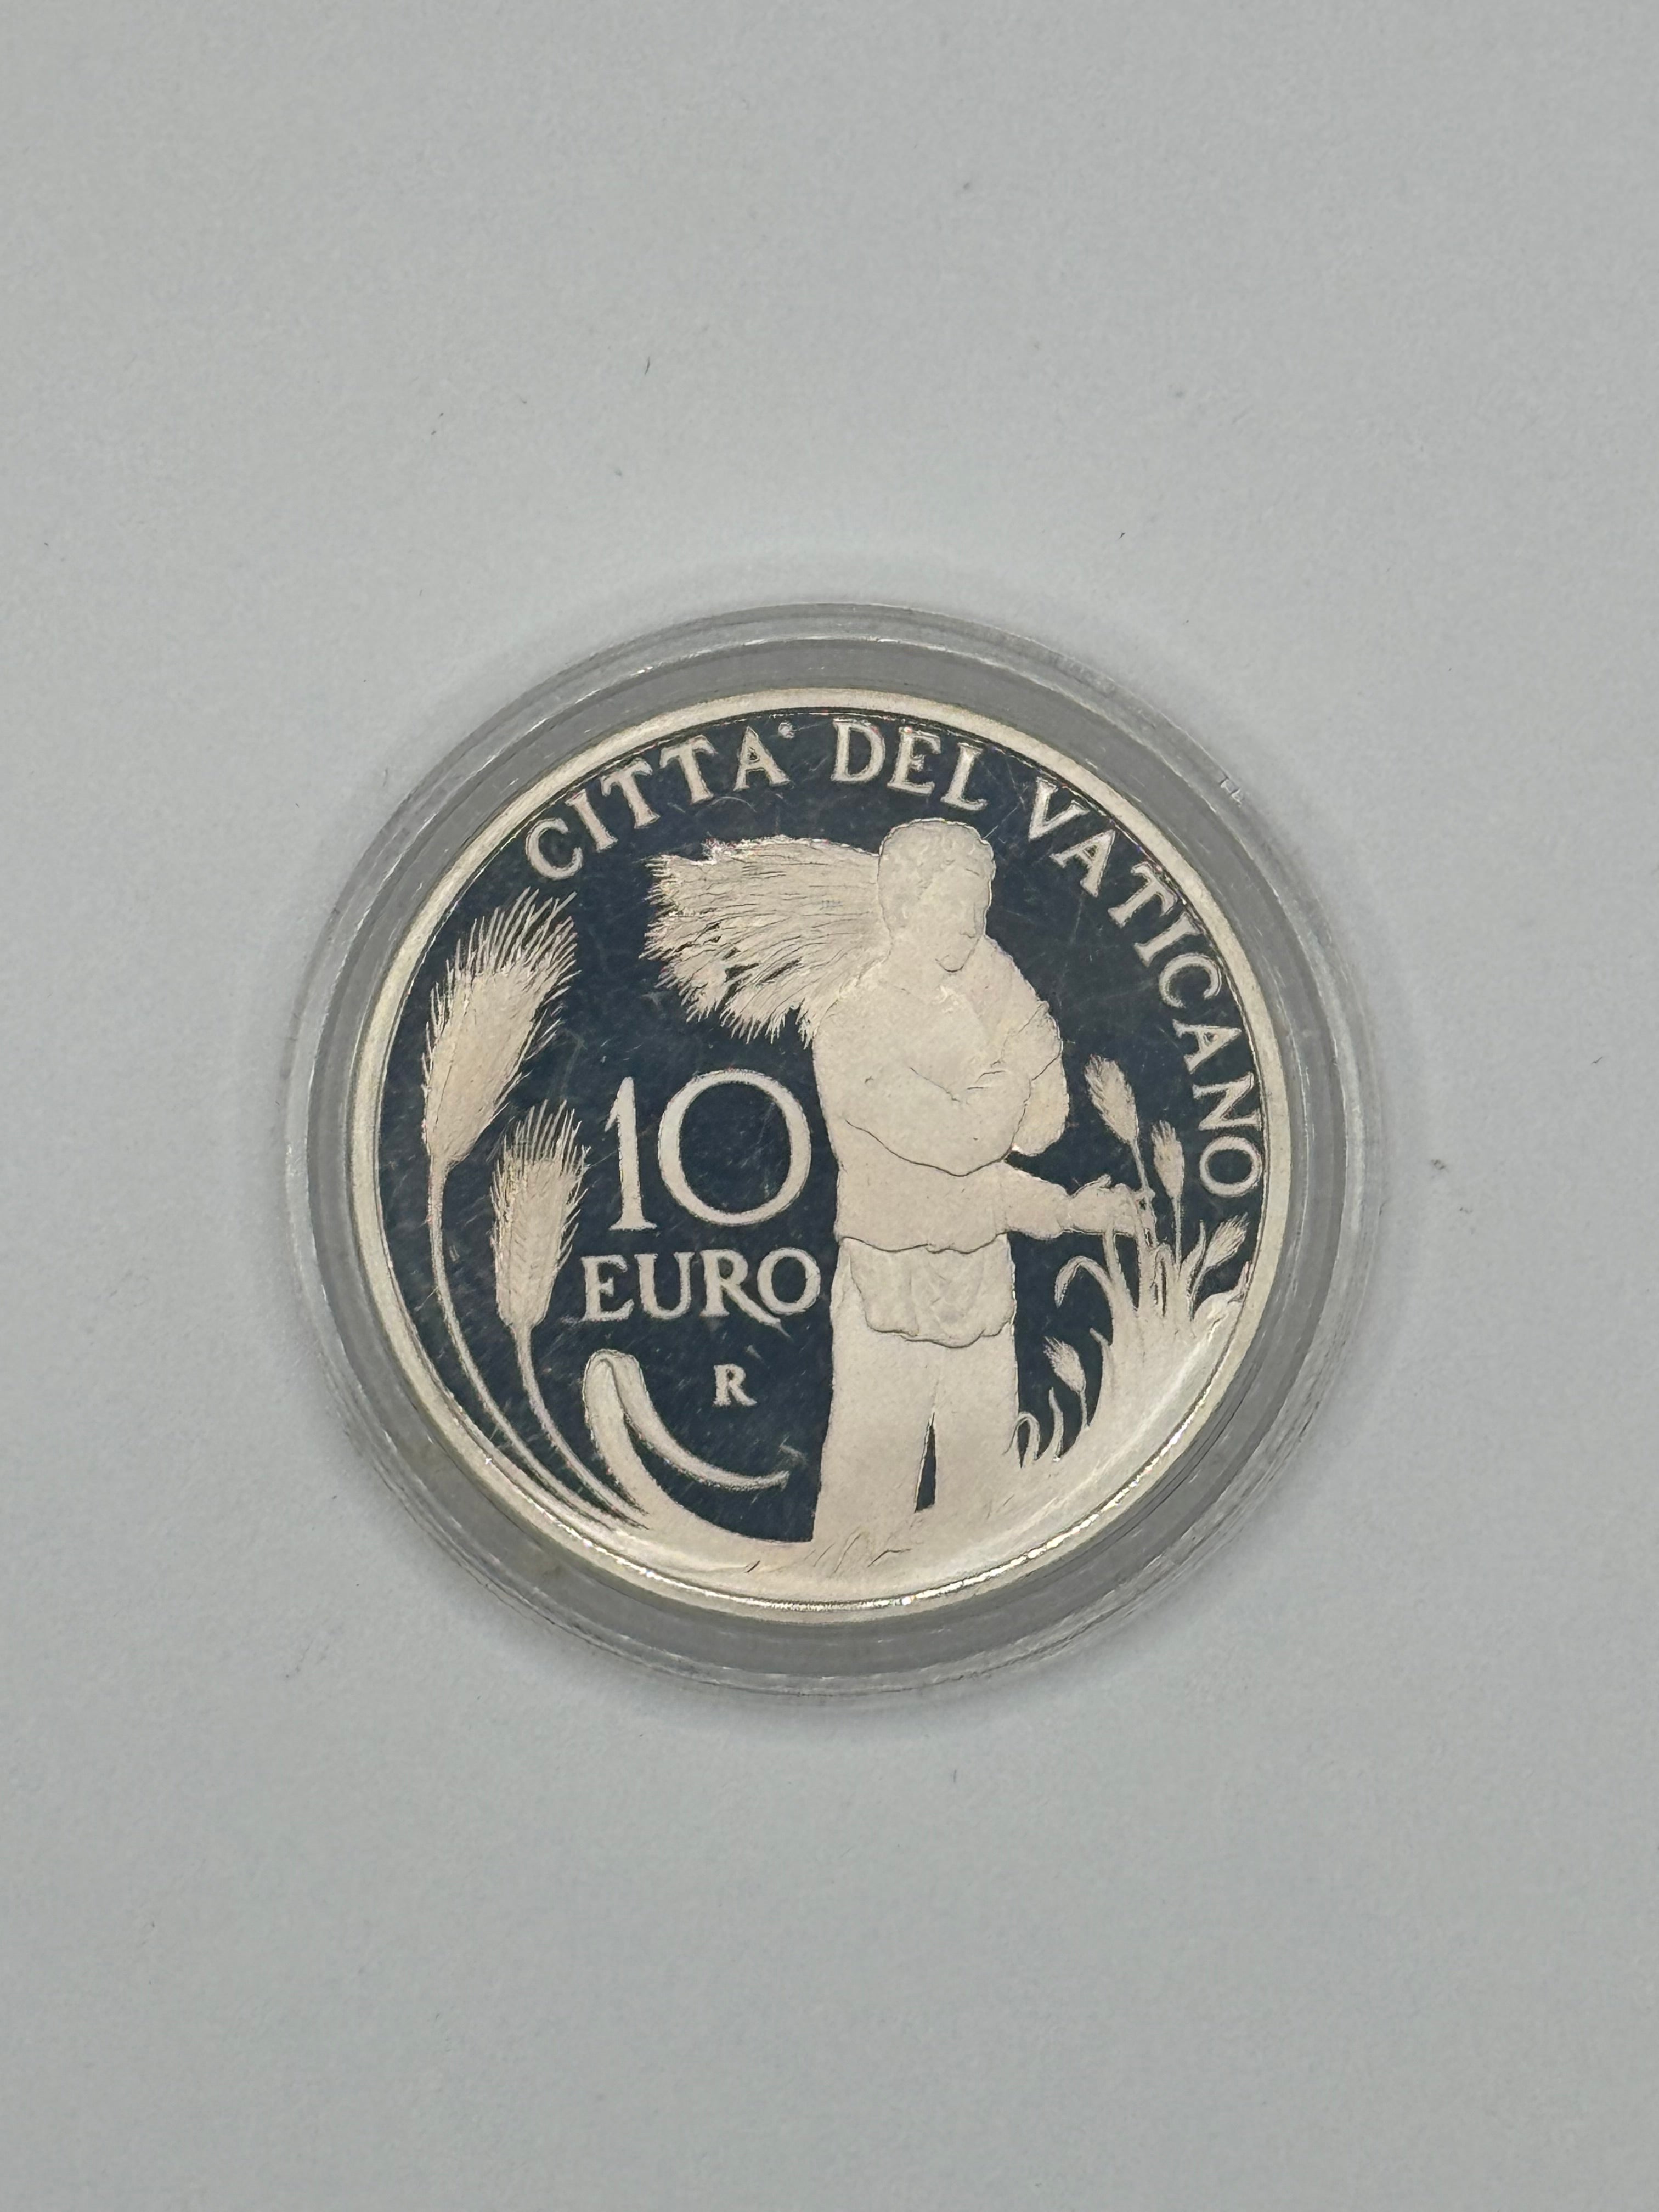 CITTA' DEL VATICANO
10
EURO
R